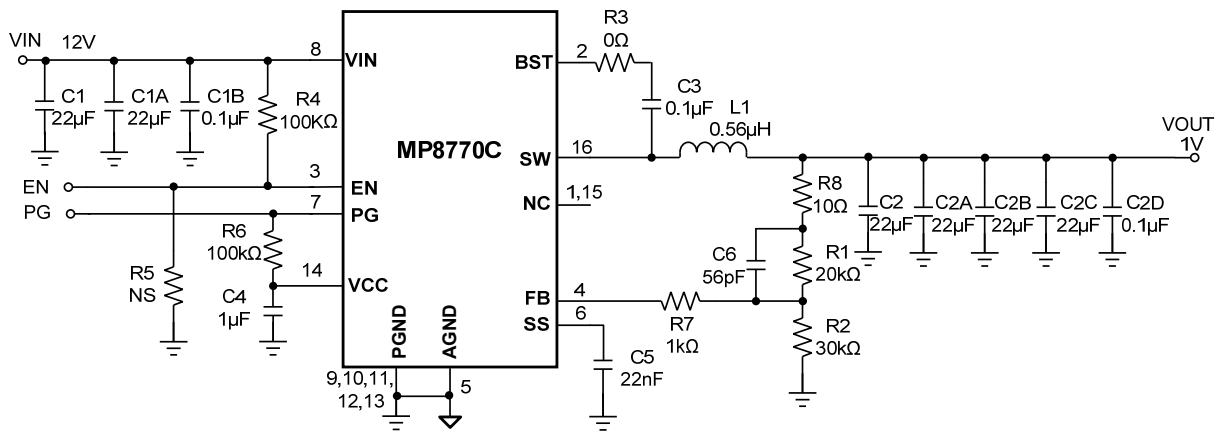 VIN
12V
C1
22µF
C1A
22µF
C1B
0.1µF
R4
100KΩ
EN
PG
R5
NS
R6
100kΩ
C4
1µF
8
3
7
14
VIN
EN
PG
VCC
MP8770C
BST
SW
NC
FB
SS
PGND
AGND
9,10,11,
12,13
5
2
16
1,15
4
6
R3
0Ω
C3
0.1µF
L1
0.56µH
R8
10Ω
C6
56pF
R1
20kΩ
R7
1kΩ
R2
30kΩ
C5
22nF
C2
22µF
C2A
22µF
C2B
22µF
C2C
22µF
C2D
0.1µF
VOUT
1V